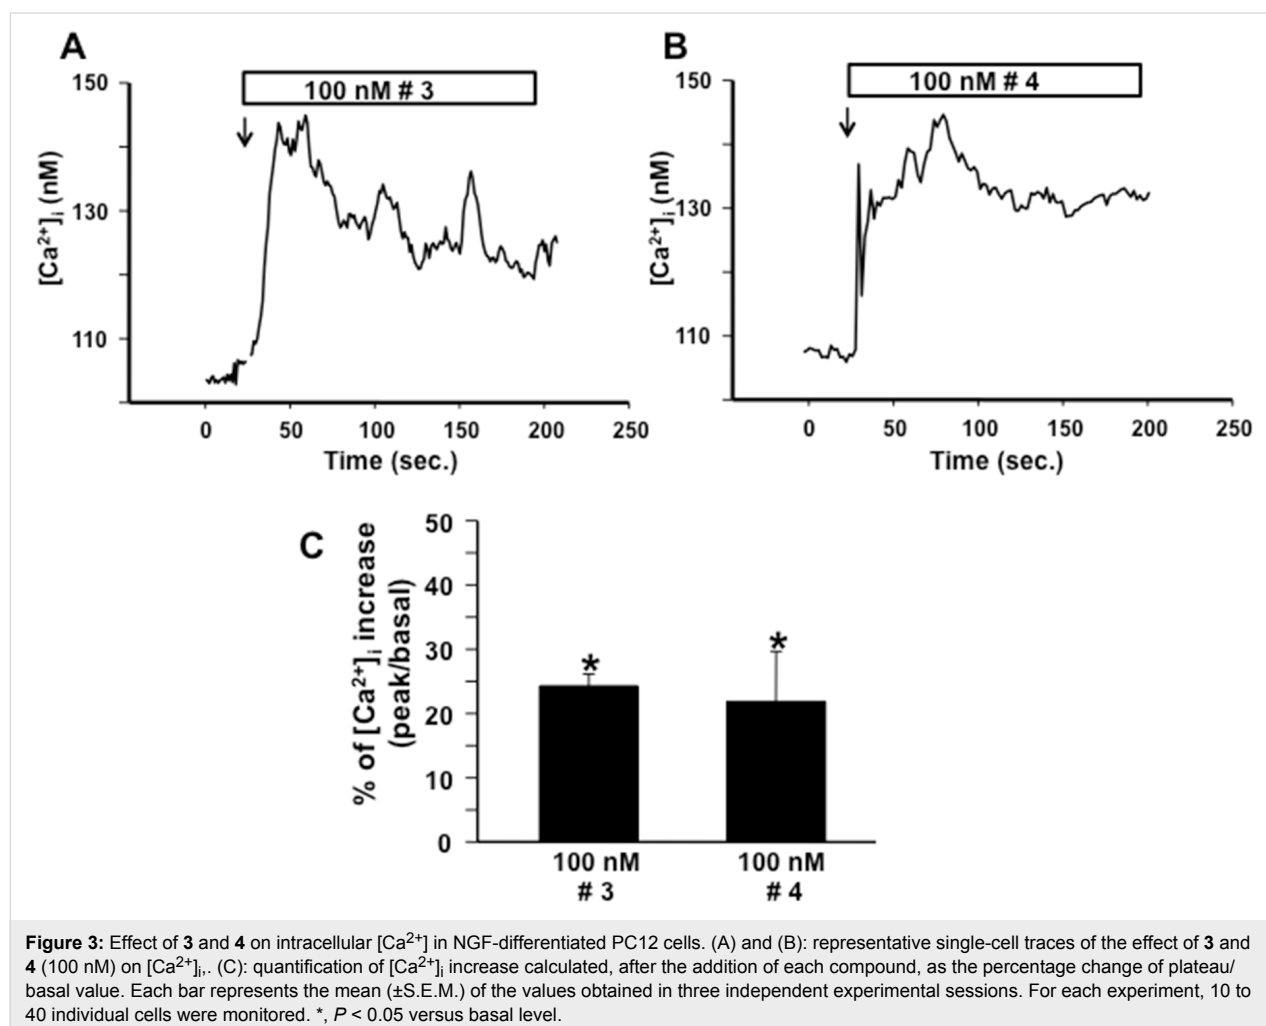 A
B
100 nM # 3
100 nM # 4
150
130
110
[Ca²⁺]ᵢ (nM)
0 50 100 150 200 250
Time (sec.)
150
130
110
[Ca²⁺]ᵢ (nM)
0 50 100 150 200 250
Time (sec.)
C
% of [Ca²⁺]ᵢ increase
(peak/basal)
50
40
30
20
10
0
*
*
100 nM
# 3
100 nM
# 4
Figure 3: Effect of 3 and 4 on intracellular [Ca²⁺] in NGF-differentiated PC12 cells. (A) and (B): representative single-cell traces of the effect of 3 and
4 (100 nM) on [Ca²⁺]ᵢ,. (C): quantification of [Ca²⁺]ᵢ increase calculated, after the addition of each compound, as the percentage change of plateau/
basal value. Each bar represents the mean (±S.E.M.) of the values obtained in three independent experimental sessions. For each experiment, 10 to
40 individual cells were monitored. *, P < 0.05 versus basal level.